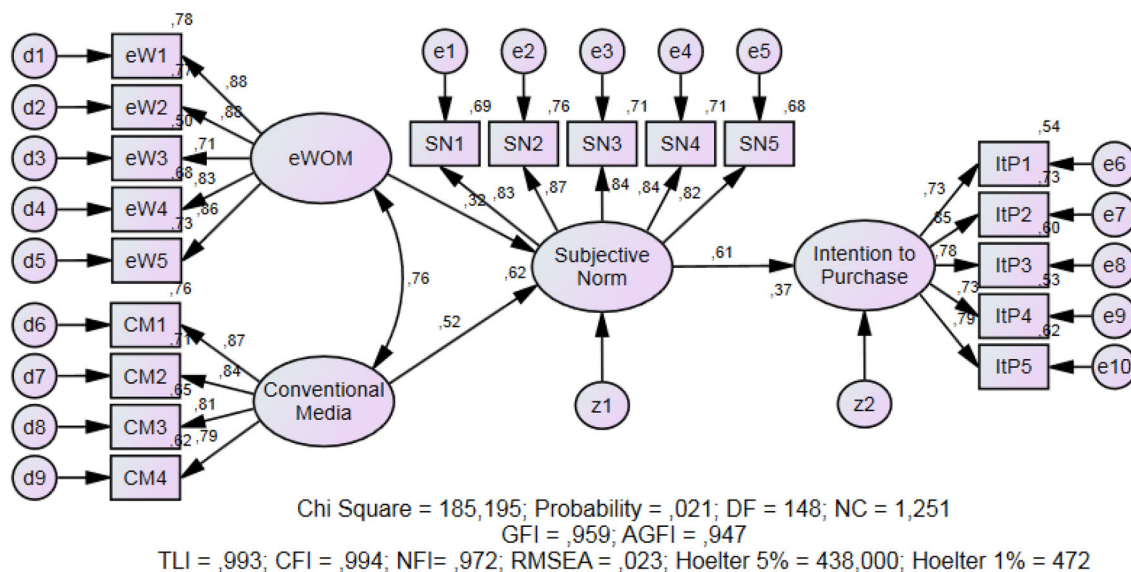 ,78
d1 eW1
,77
,88
d2 eW2
,50
,88
d3 eW3
,71
,68
d4 eW4
,83
,73
,86
d5 eW5
eWOM
,76
d6 CM1
,71
,87
d7 CM2
,84
,65
d8 CM3
,81
,62
,79
d9 CM4
Conventional
Media
,76
,32
,52
e1 e2 e3 e4 e5
,69 ,76 ,71 ,71 ,68
SN1 SN2 SN3 SN4 SN5
,83 ,87 ,84 ,84 ,82
,62
Subjective
Norm
z1
,61
,37
Intention to
Purchase
z2
,54
ItP1 e6
,73
,73
ItP2 e7
,85
,60
ItP3 e8
,78
,53
ItP4 e9
,73
,62
ItP5 e10
,79
Chi Square = 185,195; Probability = ,021; DF = 148; NC = 1,251
GFI = ,959; AGFI = ,947
TLI = ,993; CFI = ,994; NFI= ,972; RMSEA = ,023; Hoelter 5% = 438,000; Hoelter 1% = 472